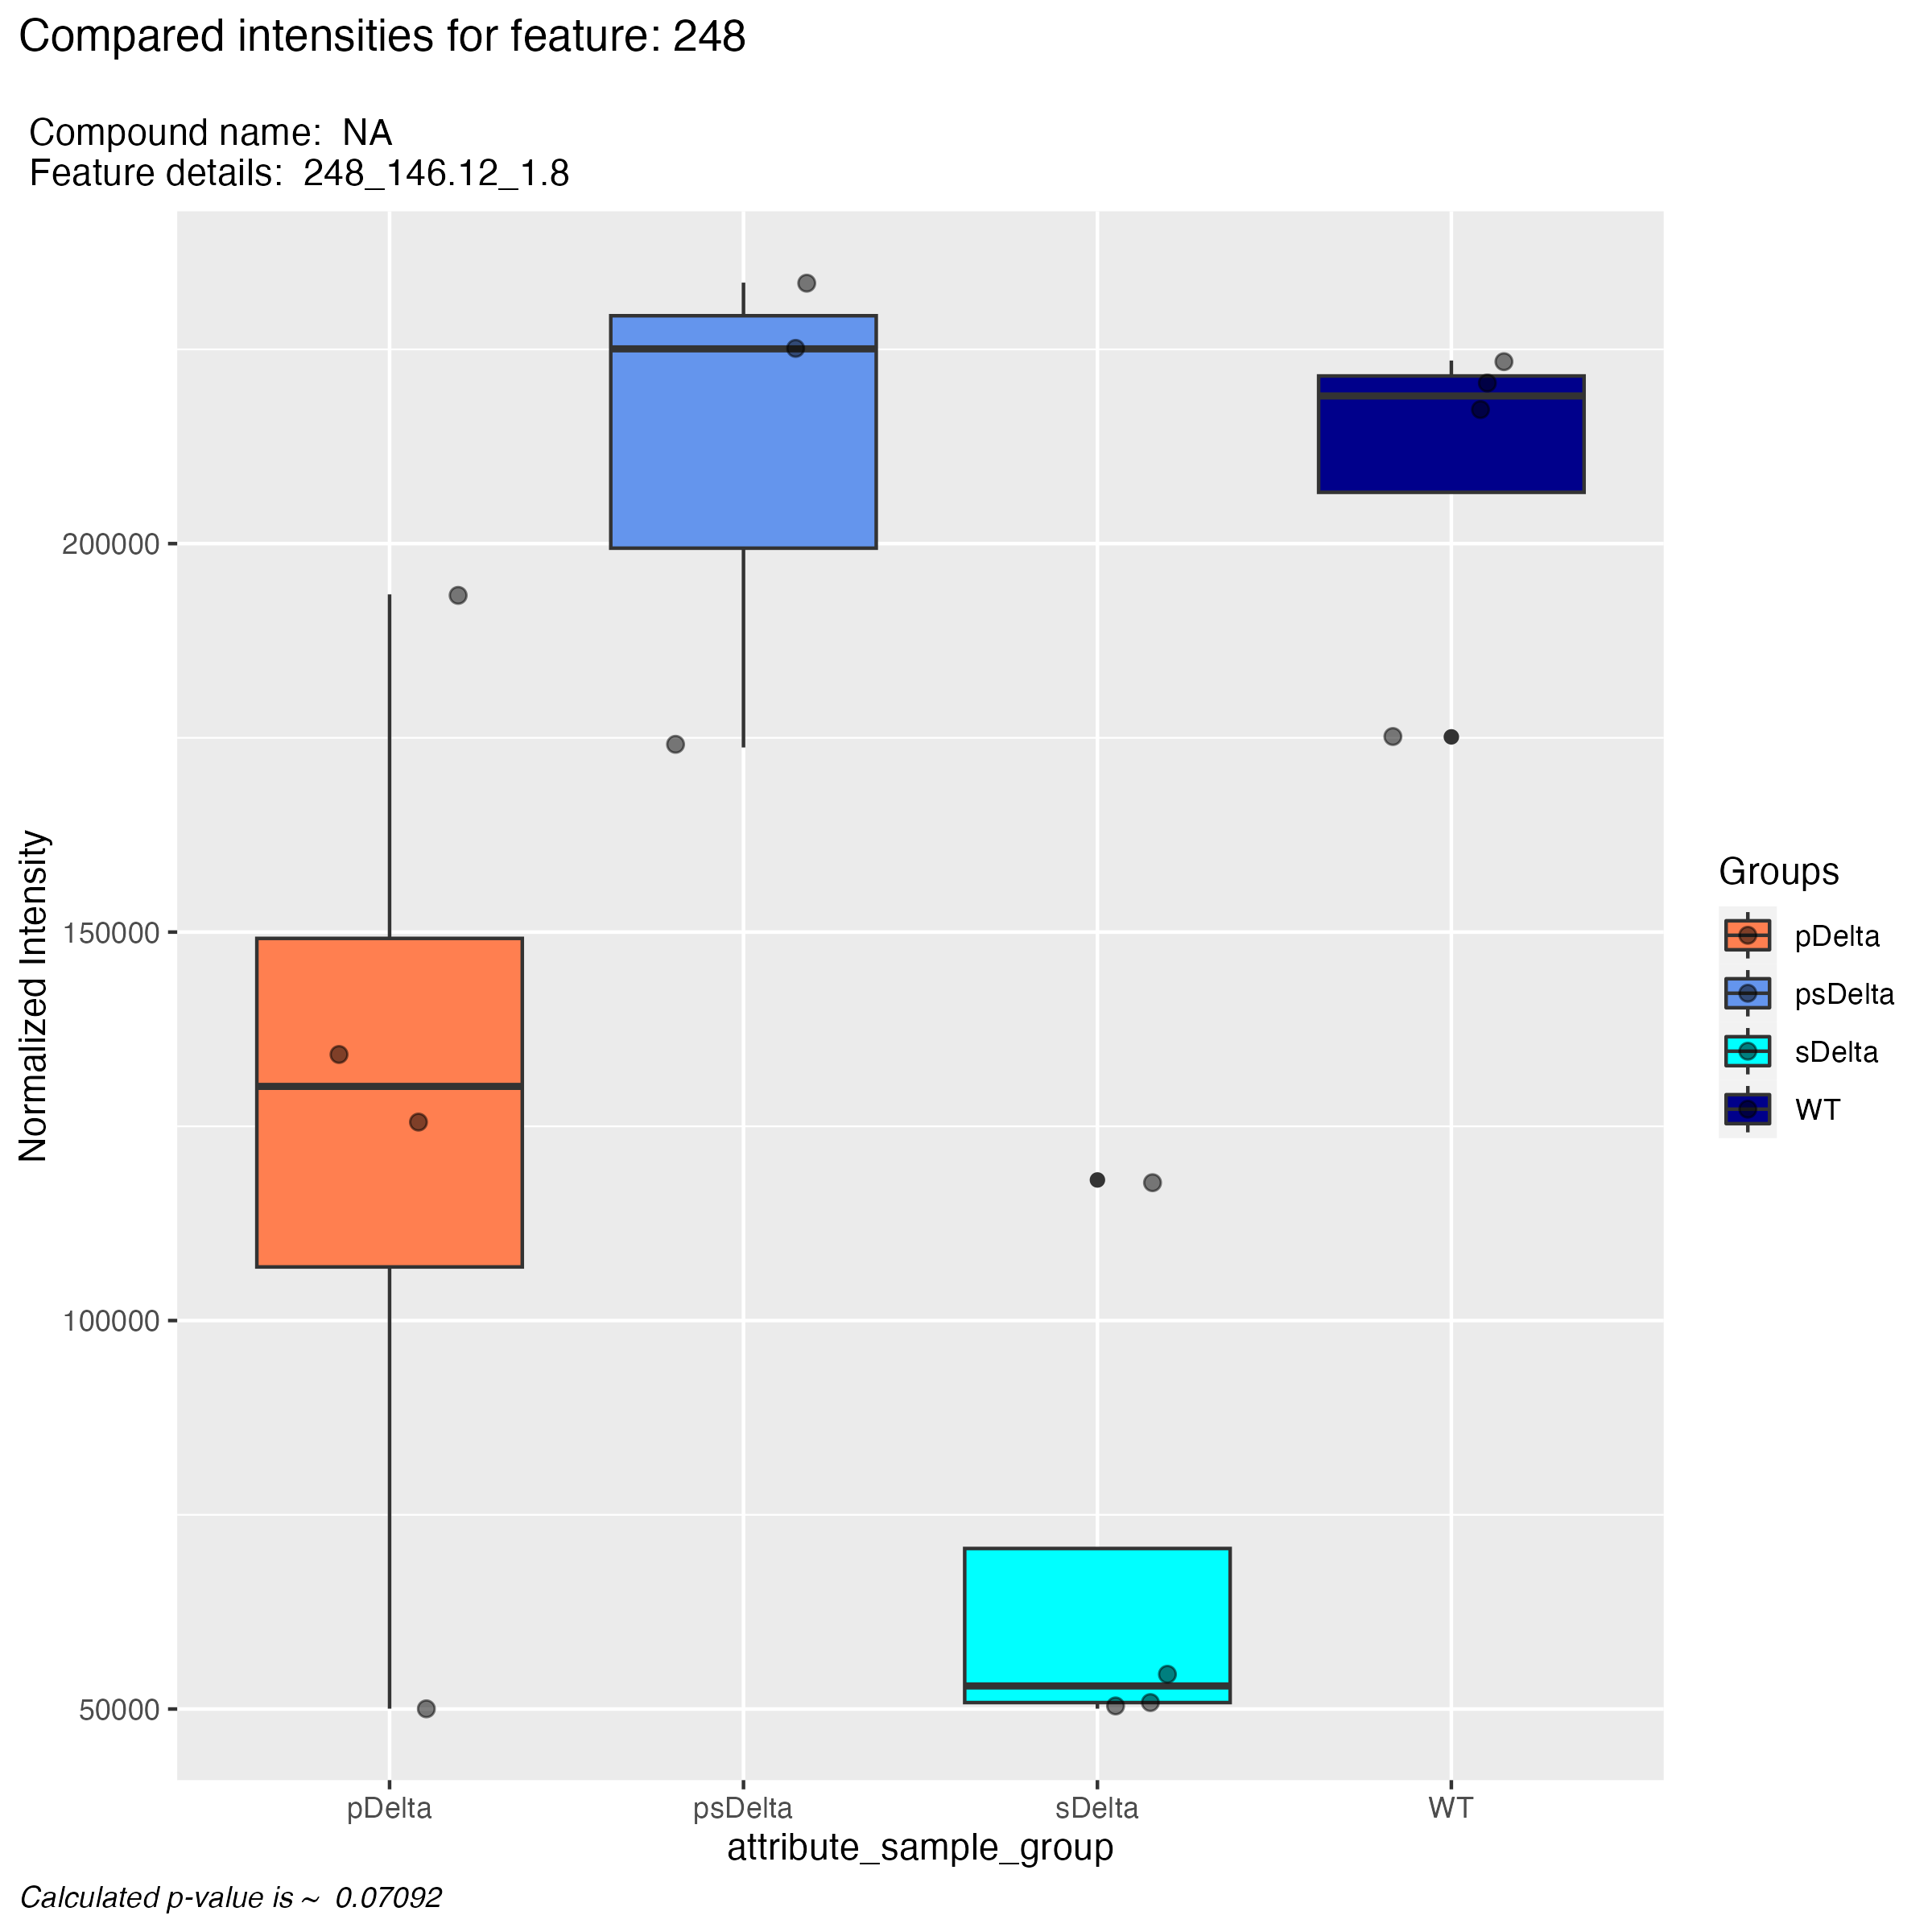 Compared intensities for feature: 248
Compound name:  NA
Feature details:  248_146.12_1.8
Normalized Intensity
200000
150000
100000
50000
pDelta
psDelta
sDelta
WT
attribute_sample_group
Groups
pDelta
psDelta
sDelta
WT
Calculated p-value is ~  0.07092